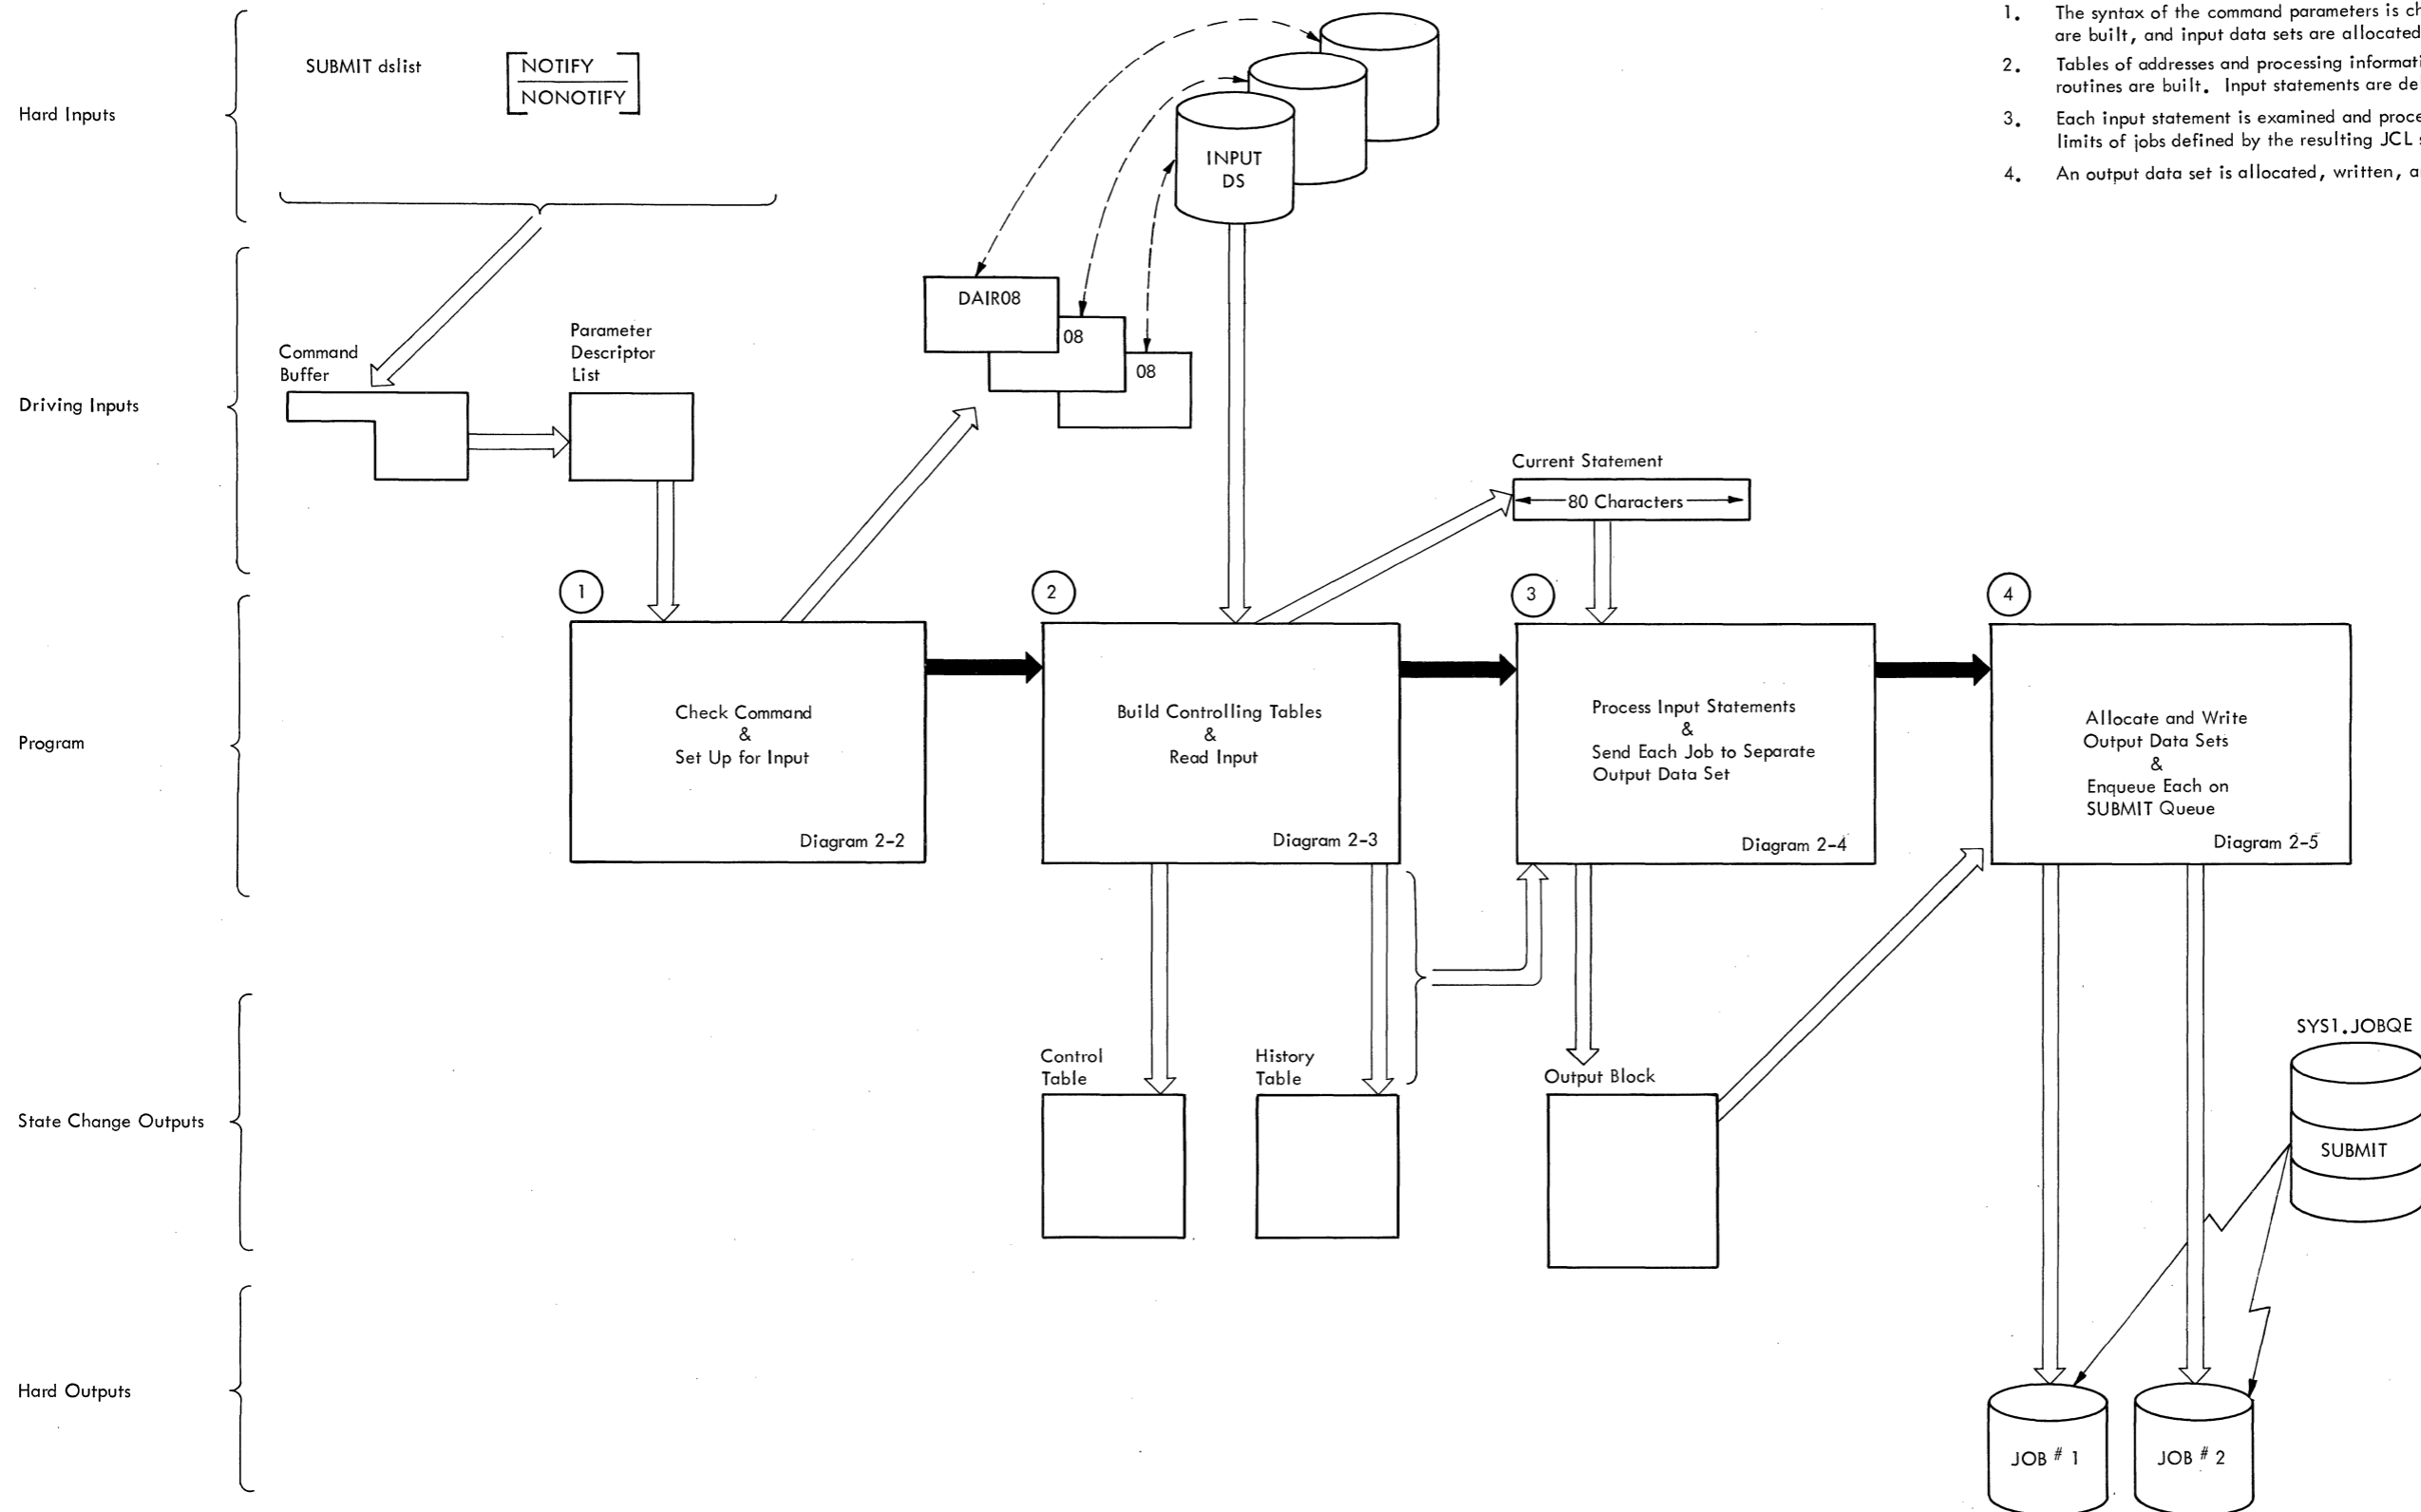 1. The syntax of the command parameters is
are built, and input data sets are allocated
2. Tables of addresses and processing
routines are built. Input statements are
3. Each input statement is examined and
limits of jobs defined by the resulting JCL
4. An output data set is allocated, written,
Hard Inputs
SUBMIT dslist
NOTIFY
NONOTIFY
INPUT
DS
Driving Inputs
Command
Buffer
Parameter
Descriptor
List
DAIR08
08
08
Current Statement
80 Characters
Program
1
Check Command
&
Set Up for Input
Diagram 2-2
2
Build Controlling Tables
&
Read Input
Diagram 2-3
3
Process Input Statements
&
Send Each Job to Separate
Output Data Set
Diagram 2-4
4
Allocate and Write
Output Data Sets
&
Enqueue Each on
SUBMIT Queue
Diagram 2-5
State Change Outputs
Control
Table
History
Table
Output Block
SYS1.JOBQE
SUBMIT
Hard Outputs
JOB # 1
JOB # 2